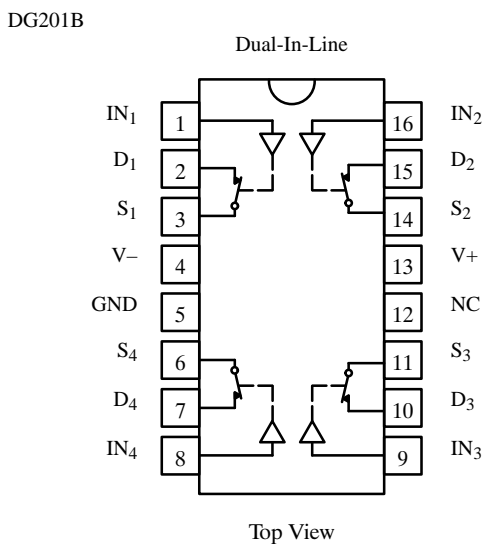 DG201B
Dual-In-Line
IN1 1 16 IN2
D1 2 15 D2
S1 3 14 S2
V– 4 13 V+
GND 5 12 NC
S4 6 11 S3
D4 7 10 D3
IN4 8 9 IN3
Top View